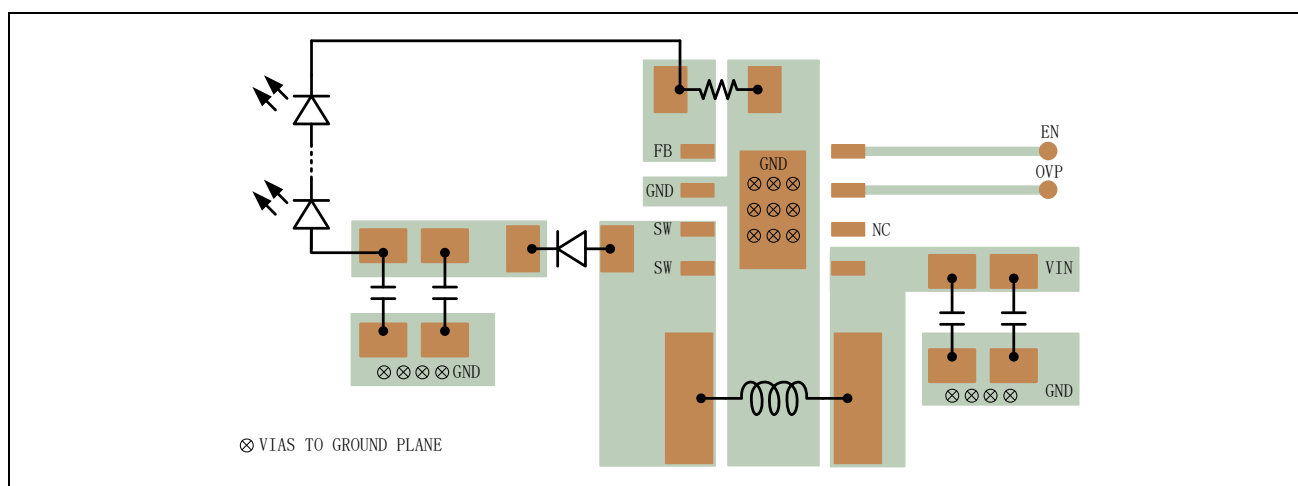 EN
FB
GND
OVP
GND
SW
NC
SW
VIN
GND
GND
VIAS TO GROUND PLANE